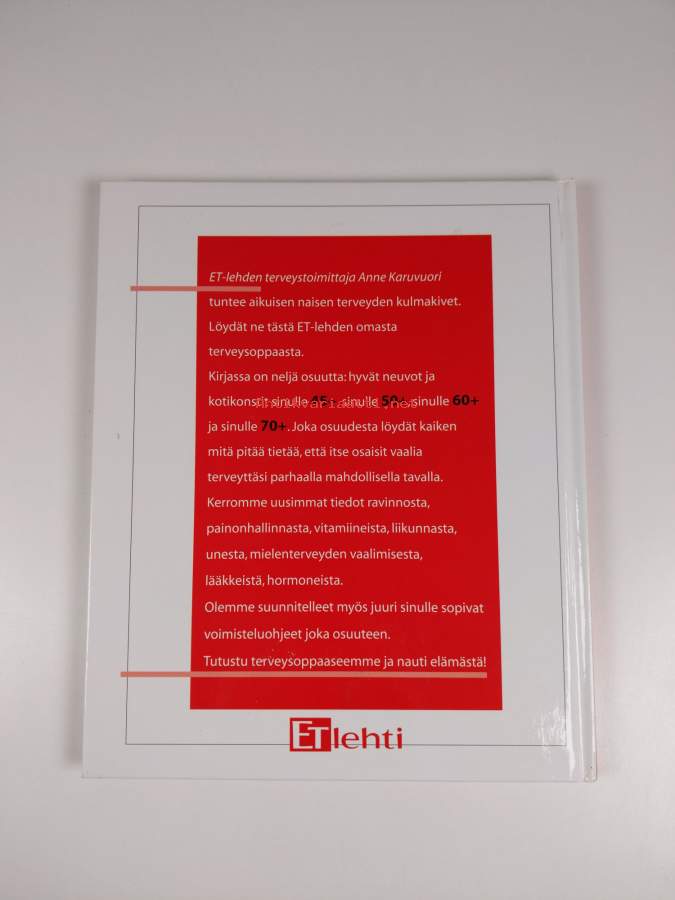 ET-lehden terveystoimittaja Anne Karuvuori
tuntee aikuisen naisen terveyden kulmakivet.
Löydät ne tästä ET-lehden omasta
terveysoppaasta.
Kirjassa on neljä osuutta: hyvät neuvot ja
kotikonstit sinulle 45+, sinulle 50+, sinulle 60+
Antikvariaatti.net
ja sinulle 70+. Joka osuudesta löydät kaiken
mitä pitää tietää, että itse osaisit vaalia
terveyttäsi parhaalla mahdollisella tavalla.
Kerromme uusimmat tiedot ravinnosta,
painonhallinnasta, vitamiineista, liikunnasta,
unesta, mielenterveyden vaalimisesta,
lääkkeistä, hormoneista.
Olemme suunnitelleet myös juuri sinulle sopivat
voimisteluohjeet joka osuuteen.
Tutustu terveysoppaaseemme ja nauti elämästä!
ETlehti